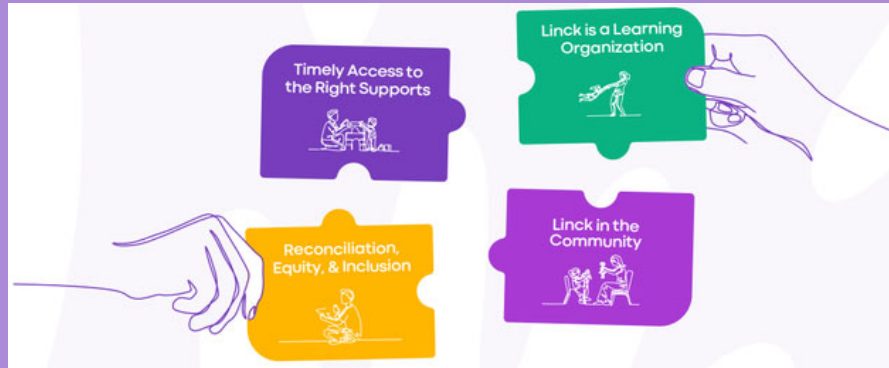 Timely Access to
the Right Supports
Linck is a Learning
Organization
Reconciliation,
Equity, & Inclusion
Linck in the
Community